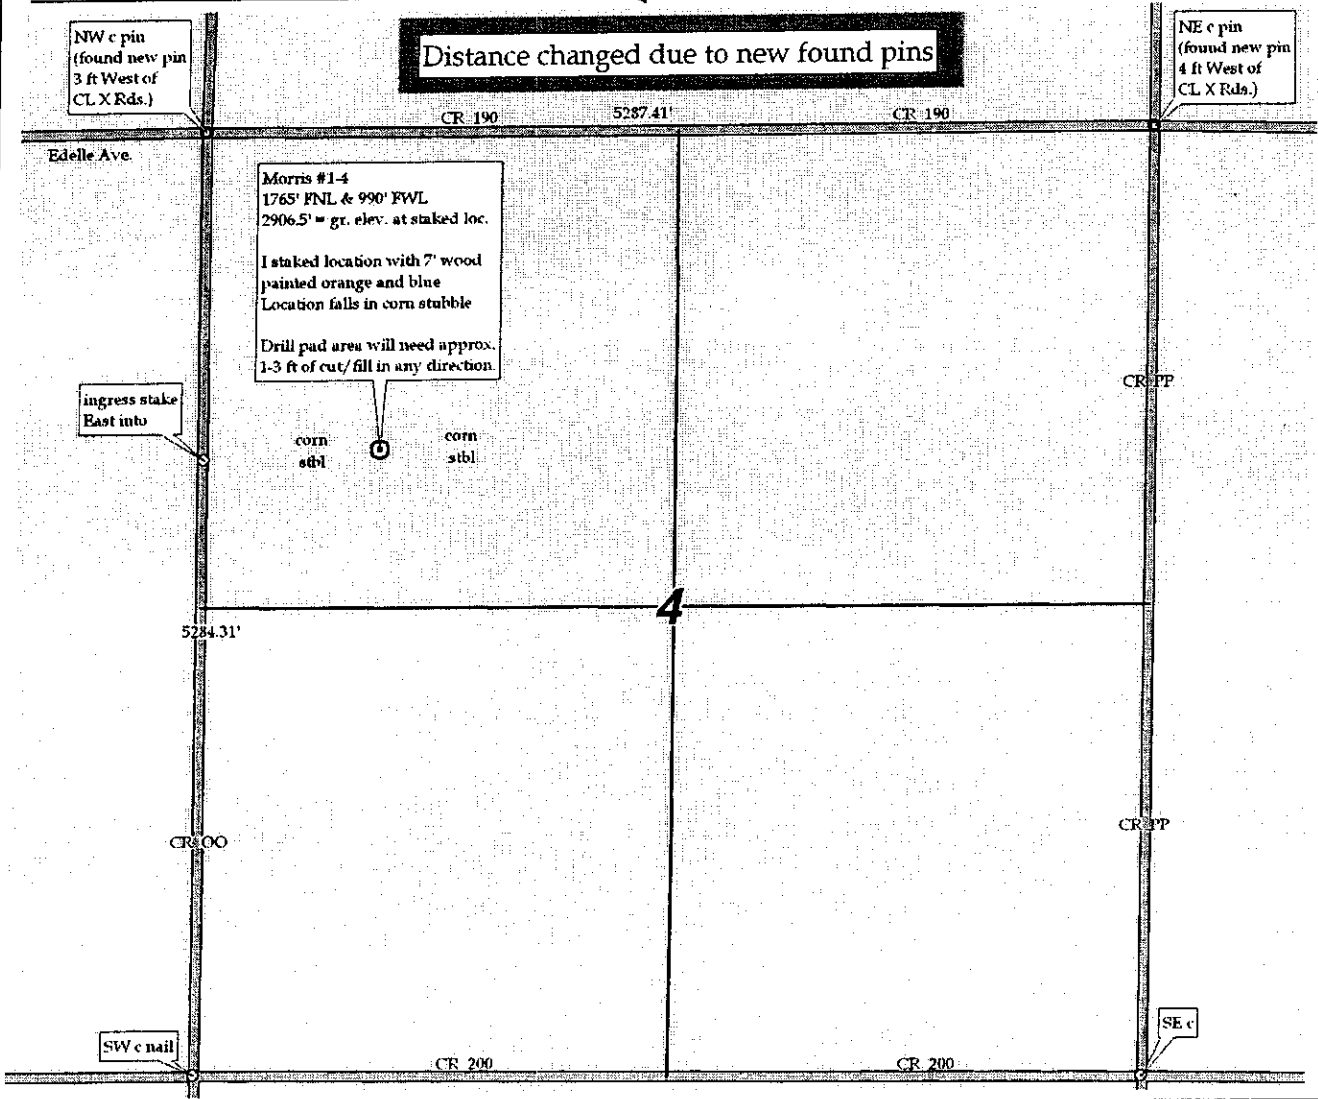 NW c pin
(found new pin
3 ft West of
CL X Rds.)
Distance changed due to new found pins
NE c pin
(found new pin
4 ft West of
CL X Rds.)
CR 190
5287.41'
CR 190
Edelle Ave.
Morris #1-4
1765' FNL & 990' FWL
2906.5' = gr. elev. at staked loc.
I staked location with 7' wood
painted orange and blue
Location falls in corn stubble
Drill pad area will need approx.
1-3 ft of cut/fill in any direction.
CR PP
ingress stake
East into
corn
stbl
corn
stbl
4
5284.31'
CR OO
CR PP
SW c nail
CR 200
CR 200
SE c